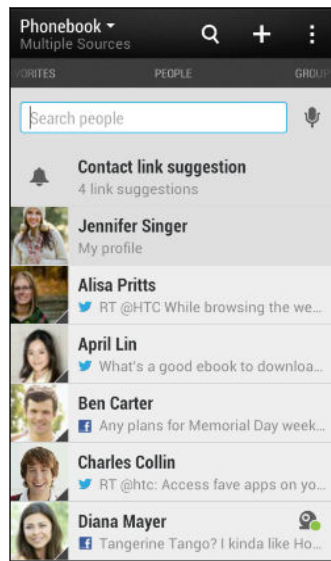 Phonebook
Multiple Sources
ORITES PEOPLE GROUP
Search people
Contact link suggestion
4 link suggestions
Jennifer Singer
My profile
Alisa Pritts
RT @HTC While browsing the we...
April Lin
What's a good ebook to downloa...
Ben Carter
Any plans for Memorial Day week...
Charles Collin
RT @htc: Access fave apps on yo...
Diana Mayer
Tangerine Tango? I kinda like Ho...